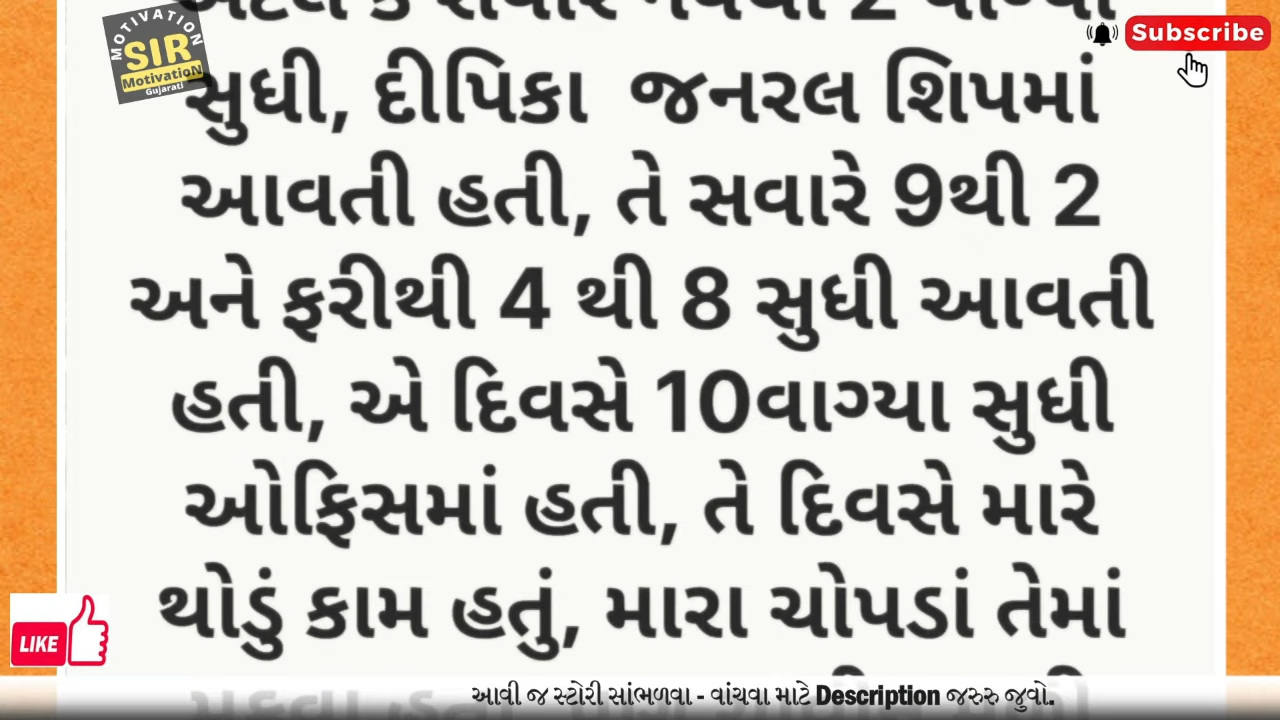 MOTIVATION
SIR
MotivatioN
Gujarati
Subscribe
સુધી, દીપિકા જનરલ શિપમાં
આવતી હતી, તે સવારે 9થી 2
અને ફરીથી 4 થી 8 સુધી આવતી
હતી, એ દિવસે 10વાગ્યા સુધી
ઓફિસમાં હતી, તે દિવસે મારે
થોડું કામ હતું, મારા ચોપડાં તેમાં
LIKE
આવી જ સ્ટોરી સાંભળવા - વાંચવા માટે Description જરુરુ જુવો.